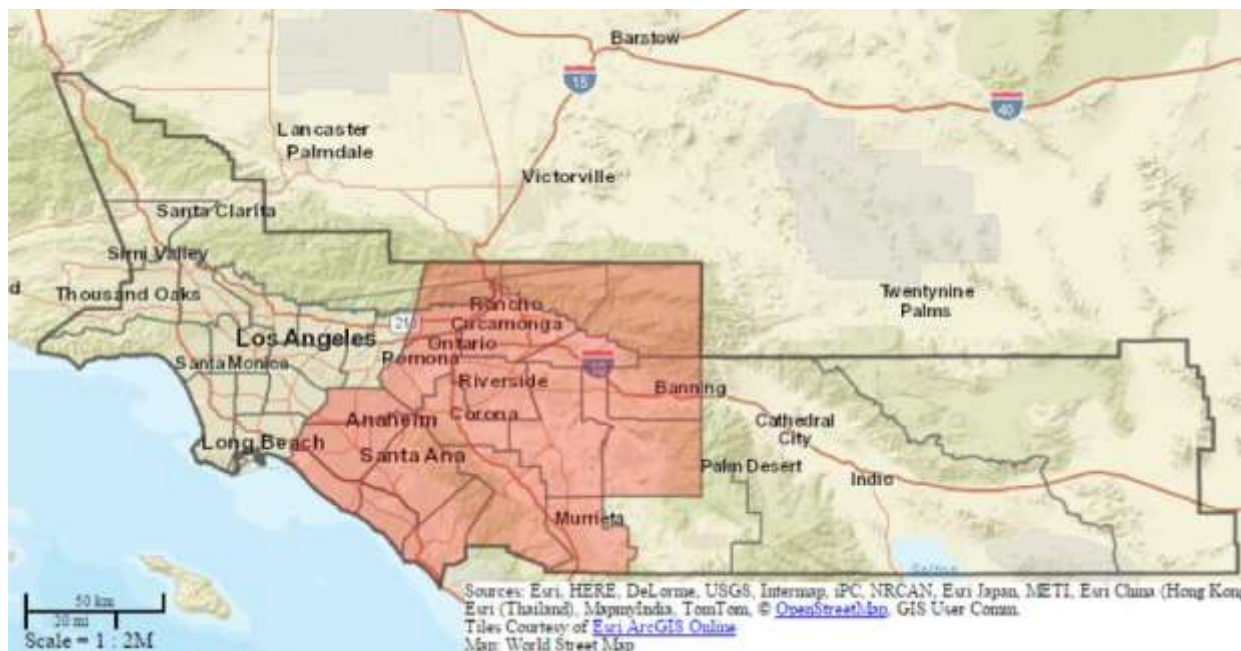 Barstow
15
40
Lancaster
Palmdale
Victorville
Santa Clarita
Simi Valley
d
Thousand Oaks
Twentynine
Palms
Rancho
Cucamonga
210
Los Angeles
Ontario
Pomona
Santa Monica
Riverside
Banning
Anaheim
Corona
Cathedral
City
Long Beach
Santa Ana
Palm Desert
Indio
Murrieta
Salton
50 km
20 mi
Scale = 1 : 2M
Sources: Esri, HERE, DeLorme, USGS, Intermap, iPC, NRCAN, Esri Japan, METI, Esri China (Hong Kong
Esri (Thailand), MapmyIndia, TomTom, © OpenStreetMap, GIS User Comm.
Tiles Courtesy of Esri ArcGIS Online
Map: World Street Map